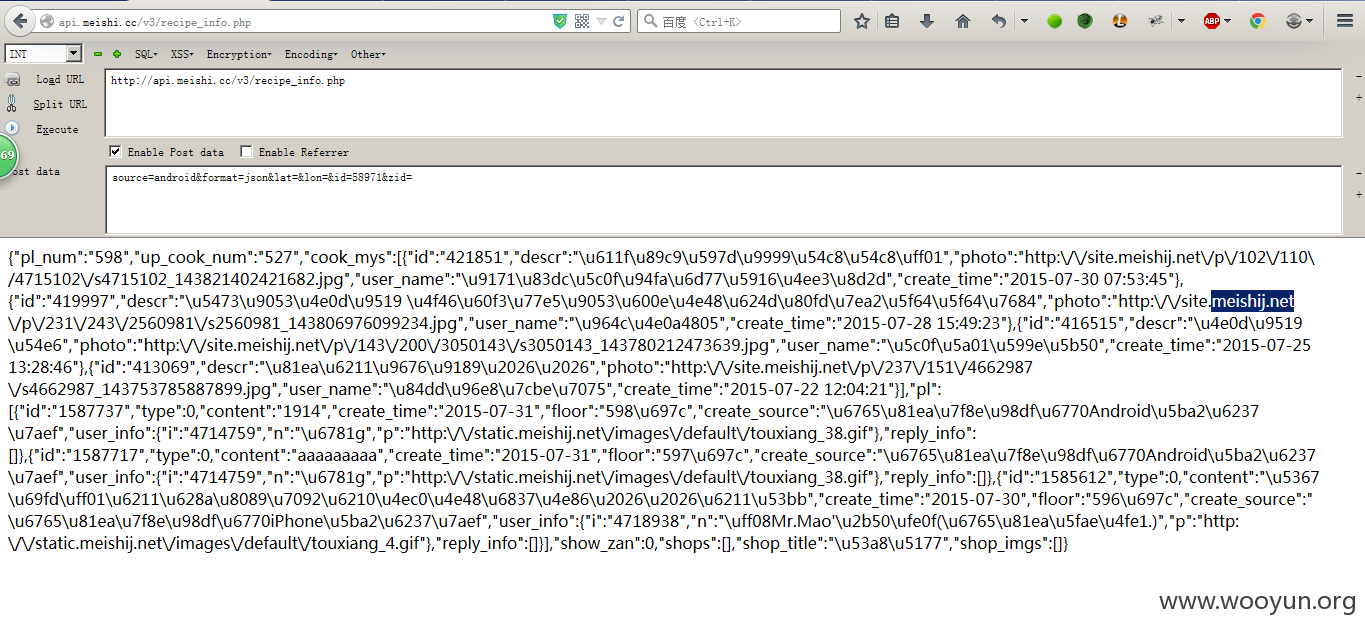 api.meishi.cc/v3/recipe_info.php
百度 <Ctrl+K>
ABP
INT SQL XSS Encryption Encoding Other
Load URL
http://api.meishi.cc/v3/recipe_info.php
Split URL
Execute
69
Enable Post data Enable Referrer
ost data
source=android&format=json&lat=&lon=&id=58971&zid=
{"pl_num":"598","up_cook_num":"527","cook_mys":[{"id":"421851","descr":"\u611f\u89c9\u597d\u9999\u54c8\u54c8\uff01","photo":"http:\/\/site.meishij.net\/p\/102\/110\
/4715102\/s4715102_143821402421682.jpg","user_name":"\u9171\u83dc\u5c0f\u94fa\u6d77\u5916\u4ee3\u8d2d","create_time":"2015-07-30 07:53:45"},
{"id":"419997","descr":"\u5473\u9053\u4e0d\u9519 \u4f46\u60f3\u77e5\u9053\u600e\u4e48\u624d\u80fd\u7ea2\u5f64\u5f64\u7684","photo":"http:\/\/site.meishij.net
\/p\/231\/243\/2560981\/s2560981_143806976099234.jpg","user_name":"\u964c\u4e0a4805","create_time":"2015-07-28 15:49:23"},{"id":"416515","descr":"\u4e0d\u9519
\u54e6","photo":"http:\/\/site.meishij.net\/p\/143\/200\/3050143\/s3050143_143780212473639.jpg","user_name":"\u5c0f\u5a01\u599e\u5b50","create_time":"2015-07-25
13:28:46"},{"id":"413069","descr":"\u81ea\u6211\u9676\u9189\u2026\u2026","photo":"http:\/\/site.meishij.net\/p\/237\/151\/4662987
\/s4662987_143753785887899.jpg","user_name":"\u84dd\u96e8\u7cbe\u7075","create_time":"2015-07-22 12:04:21"}],"pl":
[{"id":"1587737","type":0,"content":"1914","create_time":"2015-07-31","floor":"598\u697c","create_source":"\u6765\u81ea\u7f8e\u98df\u6770Android\u5ba2\u6237
\u7aef","user_info":{"i":"4714759","n":"\u6781g","p":"http:\/\/static.meishij.net\/images\/default\/touxiang_38.gif"},"reply_info":
[]},{"id":"1587717","type":0,"content":"aaaaaaaaa","create_time":"2015-07-31","floor":"597\u697c","create_source":"\u6765\u81ea\u7f8e\u98df\u6770Android\u5ba2\u6237
\u7aef","user_info":{"i":"4714759","n":"\u6781g","p":"http:\/\/static.meishij.net\/images\/default\/touxiang_38.gif"},"reply_info":[]},{"id":"1585612","type":0,"content":"\u5367
\u69fd\uff01\u6211\u628a\u8089\u7092\u6210\u4ec0\u4e48\u6837\u4e86\u2026\u2026\u6211\u53bb","create_time":"2015-07-30","floor":"596\u697c","create_source":"
\u6765\u81ea\u7f8e\u98df\u6770iPhone\u5ba2\u6237\u7aef","user_info":{"i":"4718938","n":"\uff08Mr.Mao'\u2b50\ufe0f(\u6765\u81ea\u5fae\u4fe1.)","p":"http:
\/\/static.meishij.net\/images\/default\/touxiang_4.gif"},"reply_info":[]}],"show_zan":0,"shops":[],"shop_title":"\u53a8\u5177","shop_imgs":[]}
www.wooyun.org